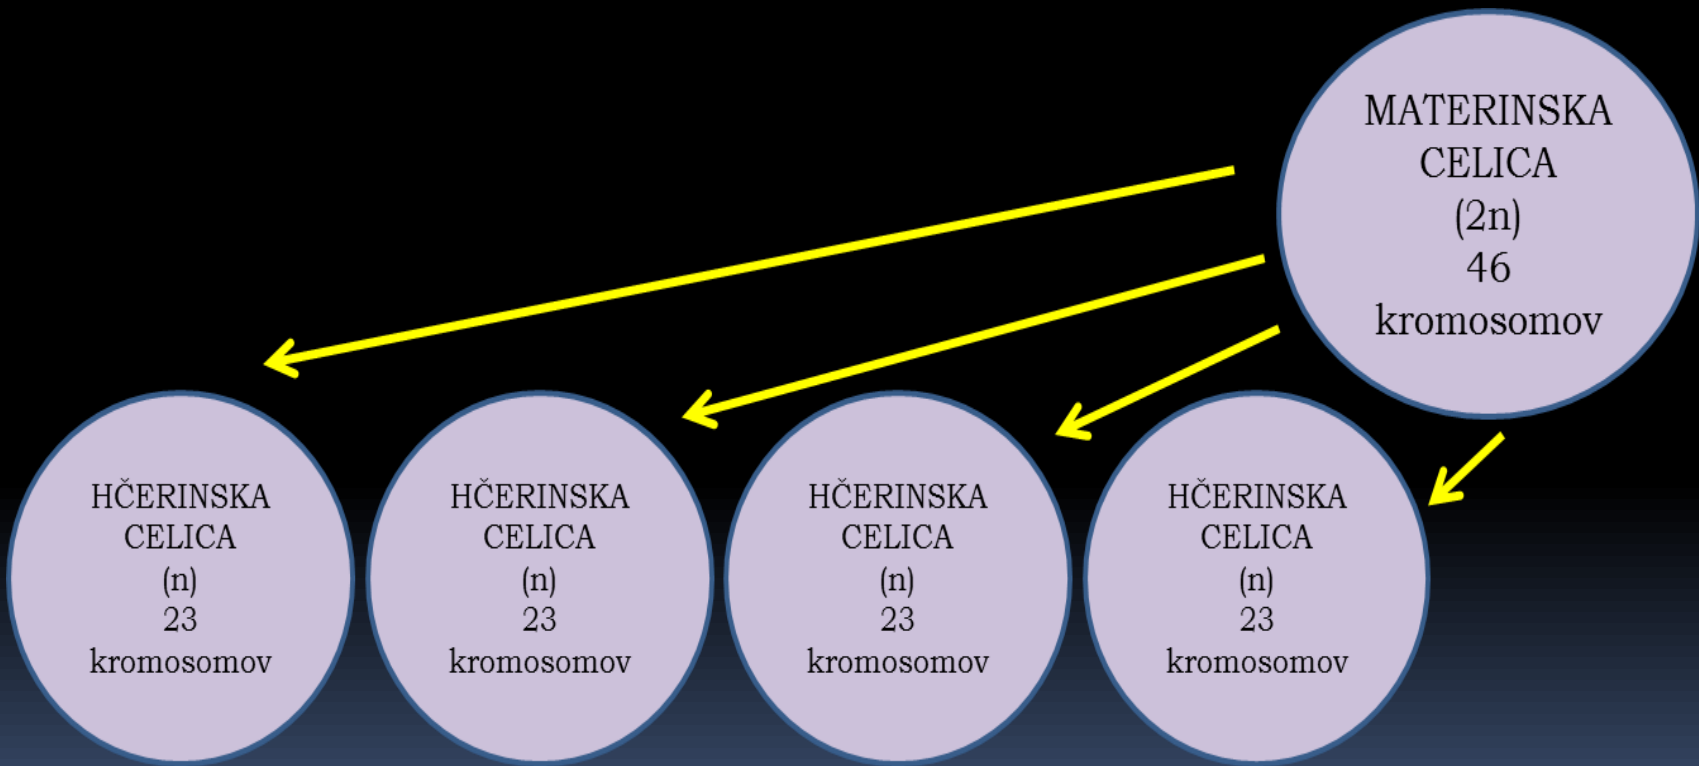 MATERINSKA
CELICA
(2n)
46
kromosomov
HČERINSKA
CELICA
(n)
23
kromosomov
HČERINSKA
CELICA
(n)
23
kromosomov
HČERINSKA
CELICA
(n)
23
kromosomov
HČERINSKA
CELICA
(n)
23
kromosomov